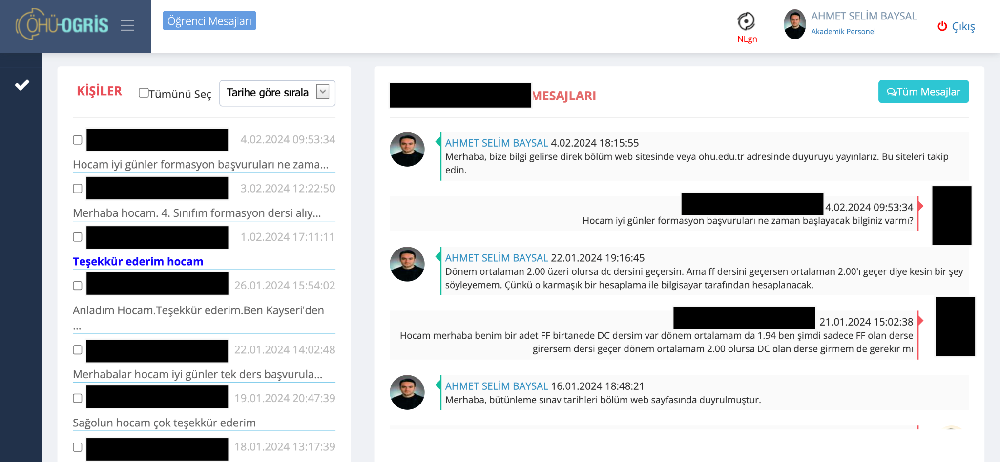 ÖHÜ-OGRİS
Öğrenci Mesajları
NLgn
AHMET SELİM BAYSAL
Akademik Personel
Çıkış
KİŞİLER
Tümünü Seç
Tarihe göre sırala
4.02.2024 09:53:34
Hocam iyi günler formasyon başvuruları ne zama...
3.02.2024 12:22:50
Merhaba hocam. 4. Sınıfım formasyon dersi alıy...
1.02.2024 17:11:11
Teşekkür ederim hocam
26.01.2024 15:54:02
Anladım Hocam.Teşekkür ederim.Ben Kayseri'den
...
22.01.2024 14:02:48
Merhabalar hocam iyi günler tek ders başvurula...
19.01.2024 20:47:39
Sağolun hocam çok teşekkür ederim
18.01.2024 13:17:39
MESAJLARI
Tüm Mesajlar
AHMET SELİM BAYSAL 4.02.2024 18:15:55
Merhaba, bize bilgi gelirse direk bölüm web sitesinde veya ohu.edu.tr adresinde duyuruyu yayınlarız. Bu siteleri takip
edin.
4.02.2024 09:53:34
Hocam iyi günler formasyon başvuruları ne zaman başlayacak bilginiz varmı?
AHMET SELİM BAYSAL 22.01.2024 19:16:45
Dönem ortalaman 2.00 üzeri olursa dc dersini geçersin. Ama ff dersini geçersen ortalaman 2.00'ı geçer diye kesin bir şey
söyleyemem. Çünkü o karmaşık bir hesaplama ile bilgisayar tarafından hesaplanacak.
21.01.2024 15:02:38
Hocam merhaba benim bir adet FF birtanede DC dersim var dönem ortalamam da 1.94 ben şimdi sadece FF olan derse
girersem dersi geçer dönem ortalamam 2.00 olursa DC olan derse girmem de gerekır mı
AHMET SELİM BAYSAL 16.01.2024 18:48:21
Merhaba, bütünleme sınav tarihleri bölüm web sayfasında duyrulmuştur.